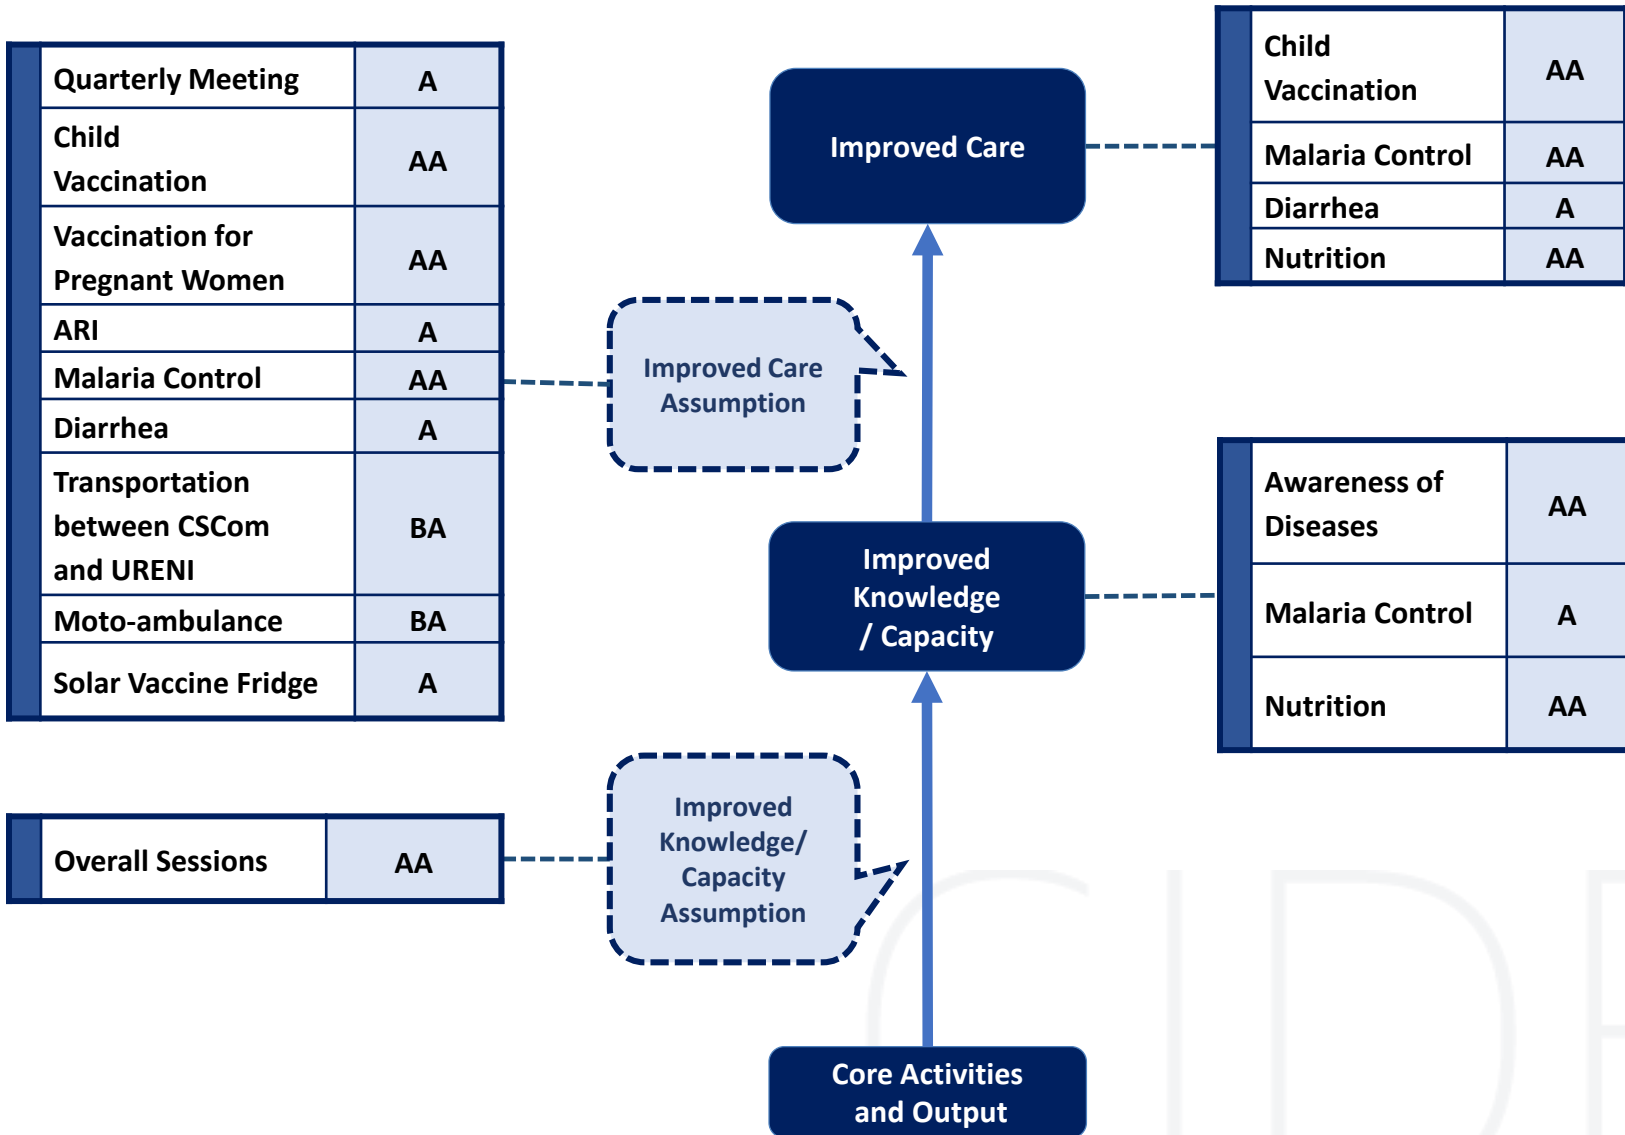 Quarterly Meeting A
Child
Vaccination
AA
Vaccination for
Pregnant Women
AA
ARI A
Malaria Control AA
Diarrhea A
Transportation
between CSCom
and URENI
BA
Moto-ambulance BA
Solar Vaccine Fridge A
Overall Sessions AA
Improved Care
Assumption
Improved
Knowledge/
Capacity
Assumption
Improved Care
Improved
Knowledge
/ Capacity
Core Activities
and Output
Child
Vaccination
AA
Malaria Control AA
Diarrhea A
Nutrition AA
Awareness of
Diseases
AA
Malaria Control A
Nutrition AA